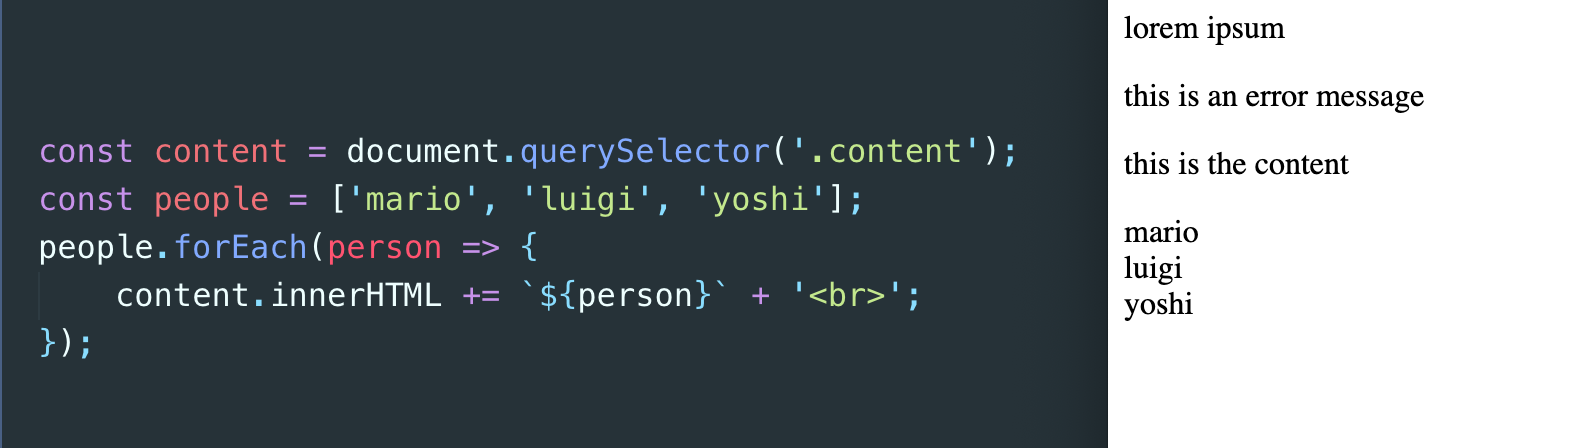 const content = document.querySelector('.content');
const people = ['mario', 'luigi', 'yoshi'];
people.forEach(person => {
    content.innerHTML += `${person}` + '<br>';
});
lorem ipsum
this is an error message
this is the content
mario
luigi
yoshi